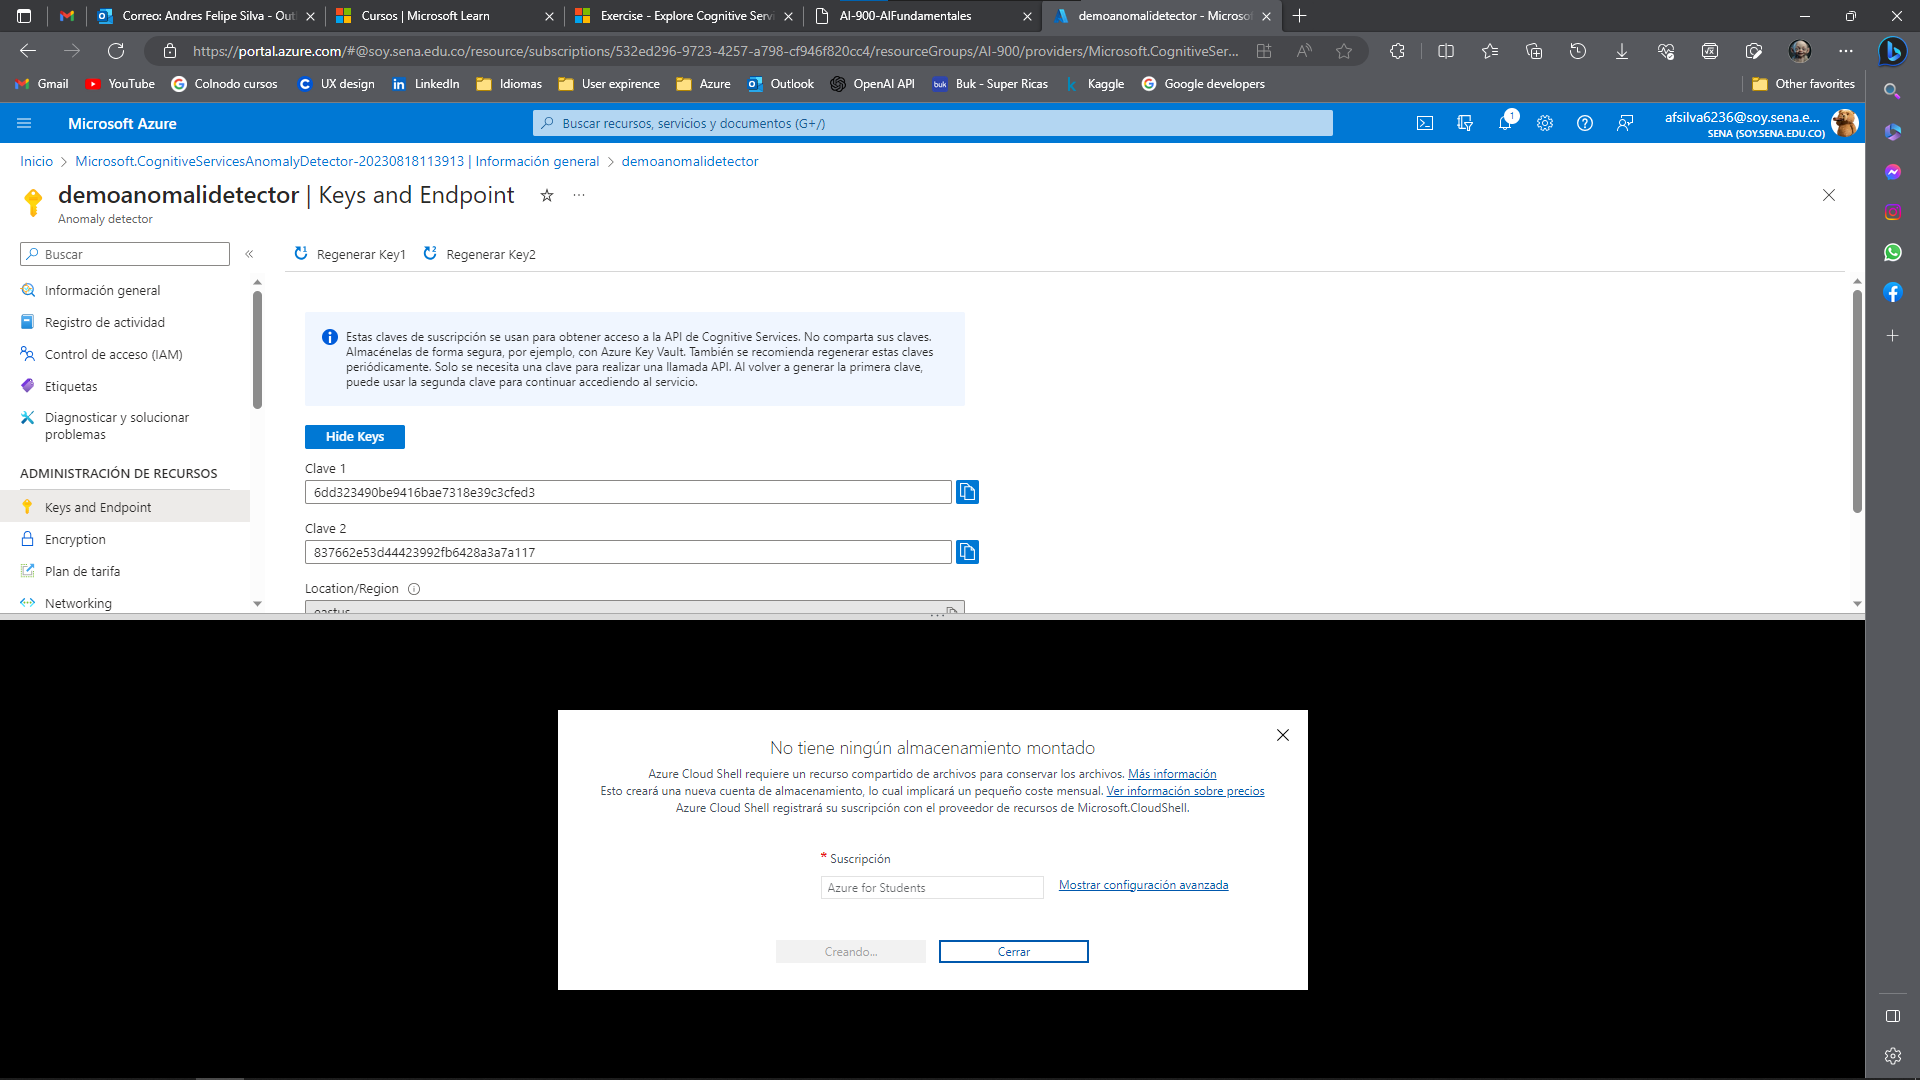 Correo: Andres Felipe Silva - Out
Cursos | Microsoft Learn
Exercise - Explore Cognitive Servi
AI-900-AIFundamentales
demoanomalidetector - Microsof
https://portal.azure.com/#@soy.sena.edu.co/resource/subscriptions/532ed296-9723-4257-a798-cf946f820cc4/resourceGroups/AI-900/providers/Microsoft.CognitiveSer...
Gmail
YouTube
Colnodo cursos
UX design
LinkedIn
Idiomas
User expirence
Azure
Outlook
OpenAI API
Buk - Super Ricas
Kaggle
Google developers
Other favorites
Microsoft Azure
Buscar recursos, servicios y documentos (G+/)
1
afsilva6236@soy.sena.e...
SENA (SOY.SENA.EDU.CO)
Inicio > Microsoft.CognitiveServicesAnomalyDetector-20230818113913 | Información general > demoanomalidetector
demoanomalidetector | Keys and Endpoint
Anomaly detector
Buscar
Regenerar Key1
Regenerar Key2
Información general
Registro de actividad
Control de acceso (IAM)
Etiquetas
Diagnosticar y solucionar
problemas
ADMINISTRACIÓN DE RECURSOS
Keys and Endpoint
Encryption
Plan de tarifa
Networking
Estas claves de suscripción se usan para obtener acceso a la API de Cognitive Services. No comparta sus claves.
Almacénelas de forma segura, por ejemplo, con Azure Key Vault. También se recomienda regenerar estas claves
periódicamente. Solo se necesita una clave para realizar una llamada API. Al volver a generar la primera clave,
puede usar la segunda clave para continuar accediendo al servicio.
Hide Keys
Clave 1
6dd323490be9416bae7318e39c3cfed3
Clave 2
837662e53d44423992fb6428a3a7a117
Location/Region
eastus
No tiene ningún almacenamiento montado
Azure Cloud Shell requiere un recurso compartido de archivos para conservar los archivos. Más información
Esto creará una nueva cuenta de almacenamiento, lo cual implicará un pequeño coste mensual. Ver información sobre precios
Azure Cloud Shell registrará su suscripción con el proveedor de recursos de Microsoft.CloudShell.
* Suscripción
Azure for Students
Mostrar configuración avanzada
Creando...
Cerrar